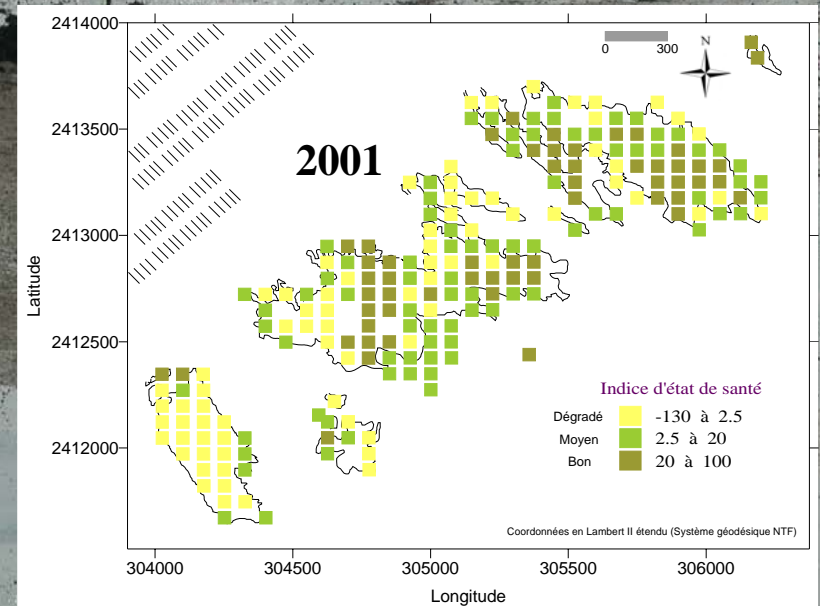 2414000
2413500
2413000
2412500
2412000
Latitude
0 300
N
2001
Indice d'état de santé
Dégradé -130 à 2.5
Moyen 2.5 à 20
Bon 20 à 100
Coordonnées en Lambert II étendu (Système géodésique NTF)
304000 304500 305000 305500 306000
Longitude